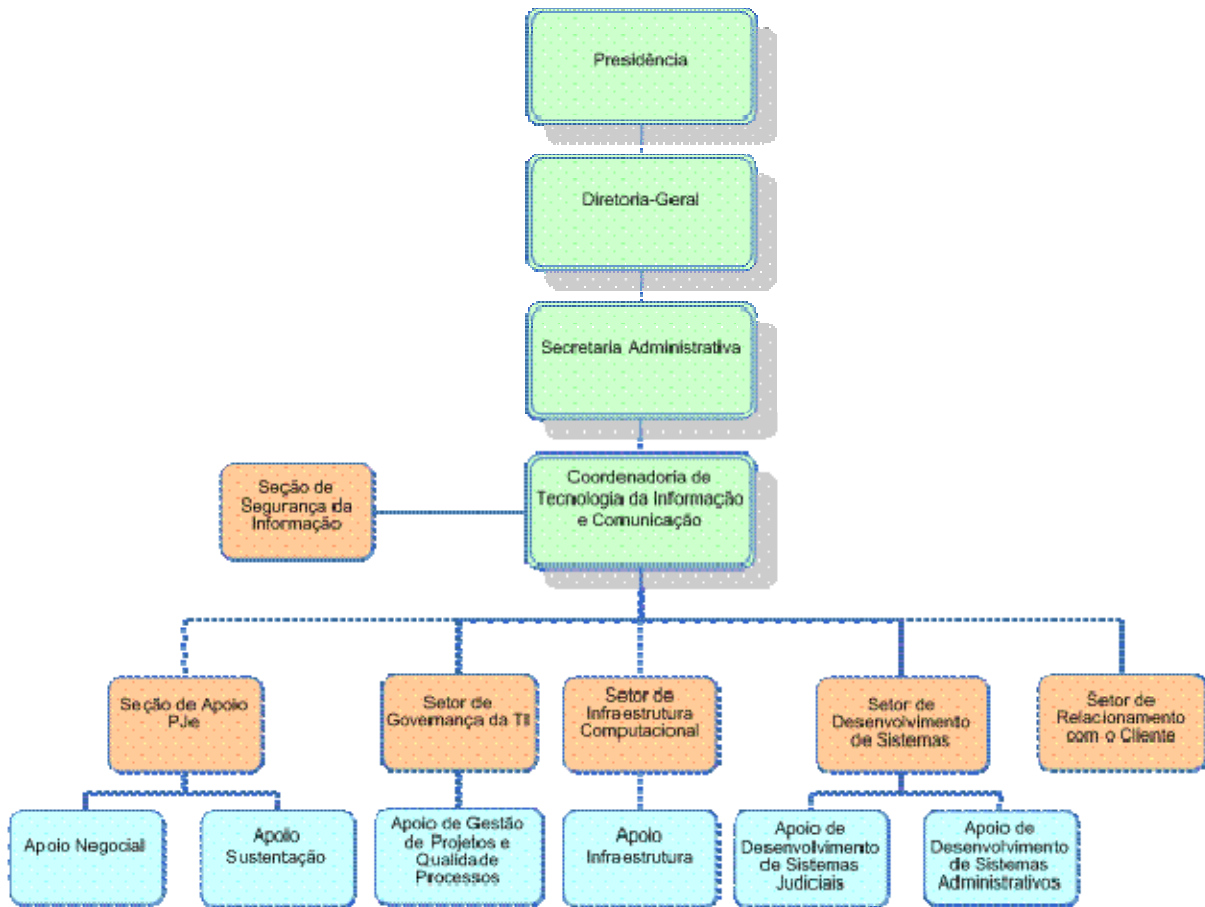 Presidência
Diretoria-Geral
Secretaria Administrativa
Coordenadoria de
Tecnologia da Informação
e Comunicação
Seção de
Segurança da
Informação
Seção de Apoio
PJe
Setor de
Governança da TI
Setor de
Infraestrutura
Computacional
Setor de
Desenvolvimento
de Sistemas
Setor de
Relacionamento
com o Cliente
Apoio Negocial
Apoio
Sustentação
Apoio de Gestão
de Projetos e
Qualidade
Processos
Apoio
Infraestrutura
Apoio de
Desenvolvimento
de Sistemas
Judiciais
Apoio de
Desenvolvimento
de Sistemas
Administrativos